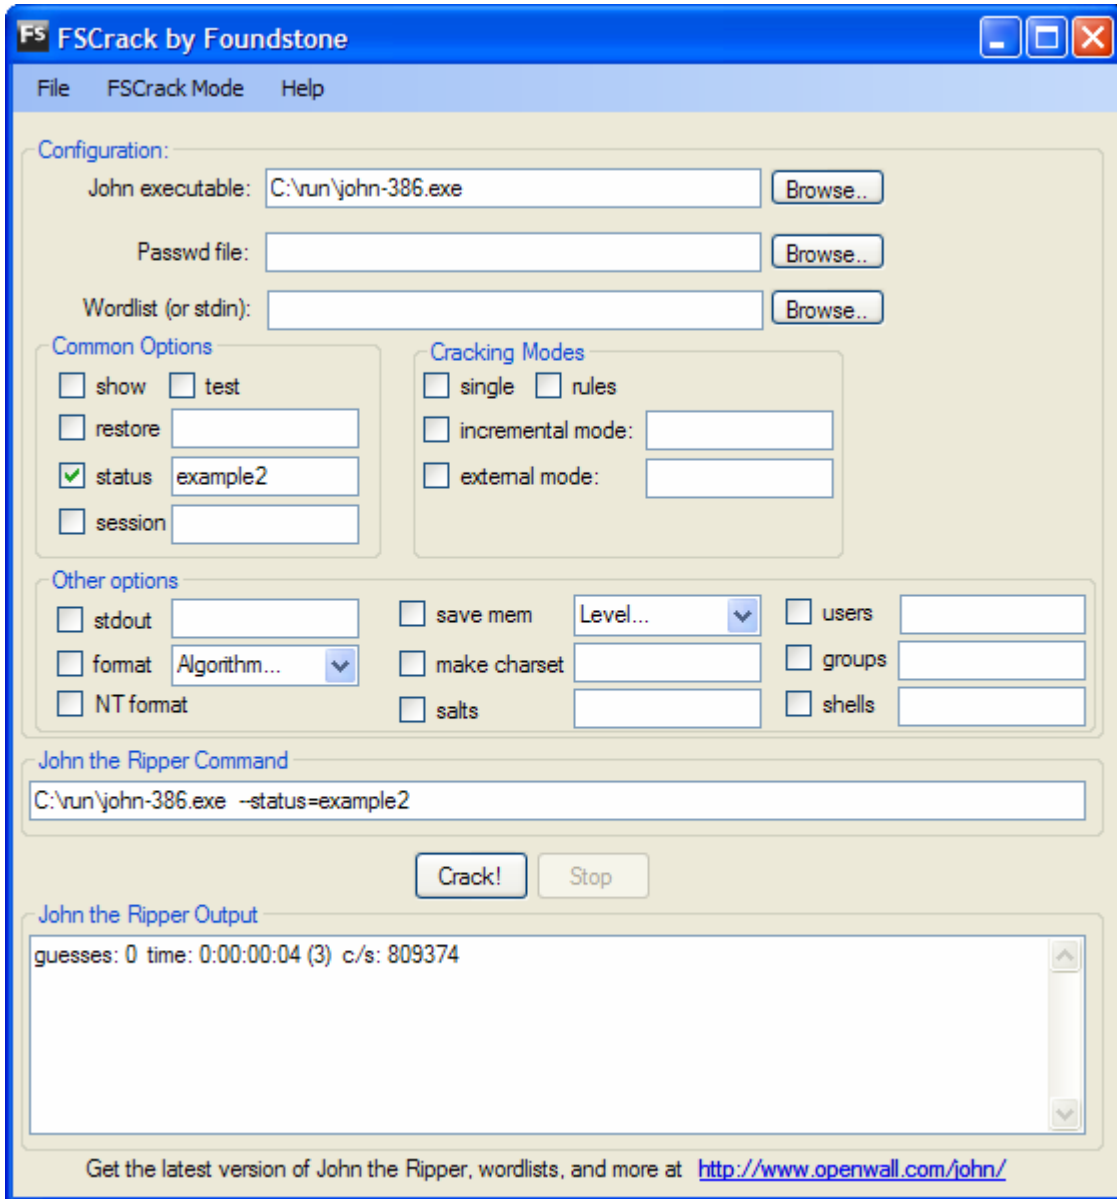 FS FSCrack by Foundstone
File FSCrack Mode Help
Configuration:
John executable: C:\run\john-386.exe Browse..
Passwd file: Browse..
Wordlist (or stdin): Browse..
Common Options
show test
restore
status example2
session
Cracking Modes
single rules
incremental mode:
external mode:
Other options
stdout
format Algorithm...
NT format
save mem Level...
make charset
salts
users
groups
shells
John the Ripper Command
C:\run\john-386.exe --status=example2
Crack! Stop
John the Ripper Output
guesses: 0 time: 0:00:00:04 (3) c/s: 809374
Get the latest version of John the Ripper, wordlists, and more at http://www.openwall.com/john/